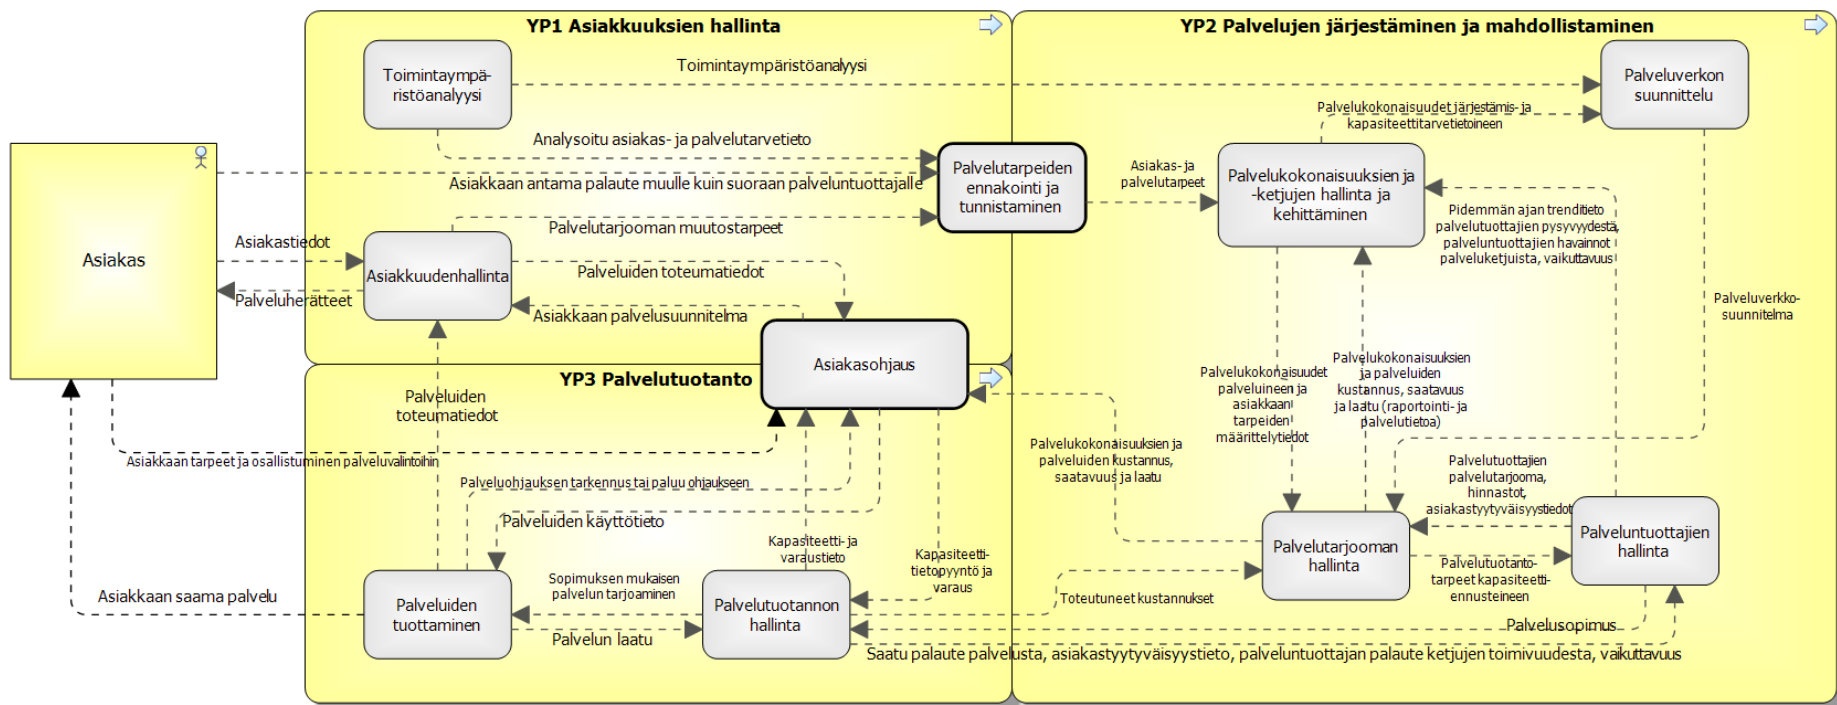 YP1 Asiakkuuksien hallinta
YP2 Palvelujen järjestäminen ja mahdollistaminen
Toimintaympä-
ristöanalyysi
Toimintaympäristöanalyysi
Palveluverkon
suunnittelu
Palvelukokonaisuudet järjestämis- ja
kapasiteettitarvetietoineen
Analysoitu asiakas- ja palvelutarvetieto
Asiakkaan antama palaute muulle kuin suoraan palveluntuottajalle
Palvelutarpeiden
ennakointi ja
tunnistaminen
Asiakas- ja
palvelutarpeet
Palvelukokonaisuuksien ja
-ketjujen hallinta ja
kehittäminen
Pidemmän ajan trenditieto
palvelutuottajien pysyvyydestä,
palveluntuottajien havainnot
palveluketjuista, vaikuttavuus
Asiakas
Asiakastiedot
Palveluherätteet
Asiakkuudenhallinta
Palvelutarjooman muutostarpeet
Palveluiden toteumatiedot
Asiakkaan palvelusuunnitelma
Palveluverkko-
suunnitelma
Asiakasohjaus
YP3 Palvelutuotanto
Palveluiden
toteumatiedot
Palvelukokonaisuudet
palveluineen ja
asiakkaan
tarpeiden
määrittelytiedot
Palvelukokonaisuuksien
ja palveluiden
kustannus, saatavuus
ja laatu (raportointi- ja
palvelutietoa)
Asiakkaan tarpeet ja osallistuminen palveluvalintoihin
Palvelukokonaisuuksien ja
palveluiden kustannus,
saatavuus ja laatu
Palvelutuottajien
palvelutarjooma,
hinnastot,
asiakastyytyväisyystiedot
Palveluohjauksen tarkennus tai paluu ohjaukseen
Palveluiden käyttötieto
Kapasiteetti- ja
varaustieto
Kapasiteetti-
tietopyyntö ja
varaus
Palvelutarjooman
hallinta
Palveluntuottajien
hallinta
Palvelutuotanto-
tarpeet kapasiteetti-
ennusteineen
Asiakkaan saama palvelu
Palveluiden
tuottaminen
Sopimuksen mukaisen
palvelun tarjoaminen
Palvelun laatu
Palvelutuotannon
hallinta
Toteutuneet kustannukset
Palvelusopimus
Saatu palaute palvelusta, asiakastyytyväisyystieto, palveluntuottajan palaute ketjujen toimivuudesta, vaikuttavuus